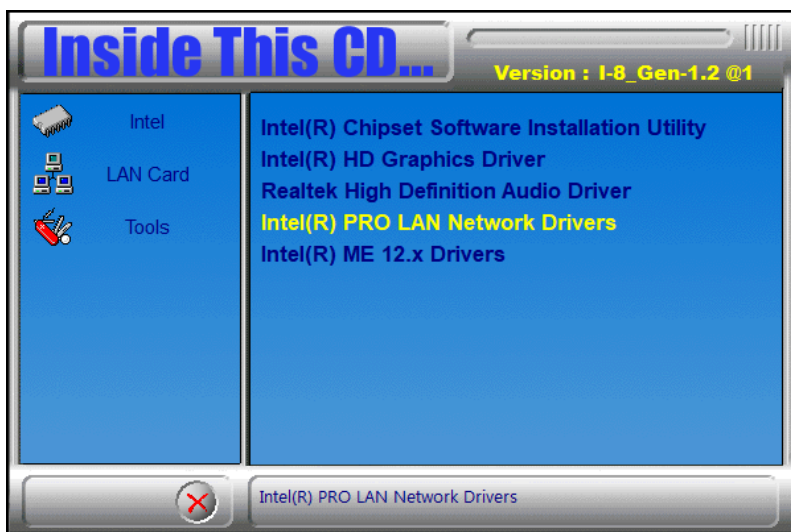 Inside This CD...
Version : I-8_Gen-1.2 @1
Intel
LAN Card
Tools
Intel(R) Chipset Software Installation Utility
Intel(R) HD Graphics Driver
Realtek High Definition Audio Driver
Intel(R) PRO LAN Network Drivers
Intel(R) ME 12.x Drivers
Intel(R) PRO LAN Network Drivers